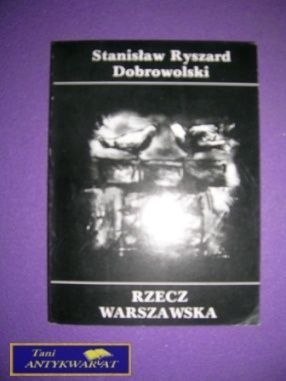 Stanisław Ryszard
Dobrowolski
RZECZ
WARSZAWSKA
Tani
ANTYKWARIAT